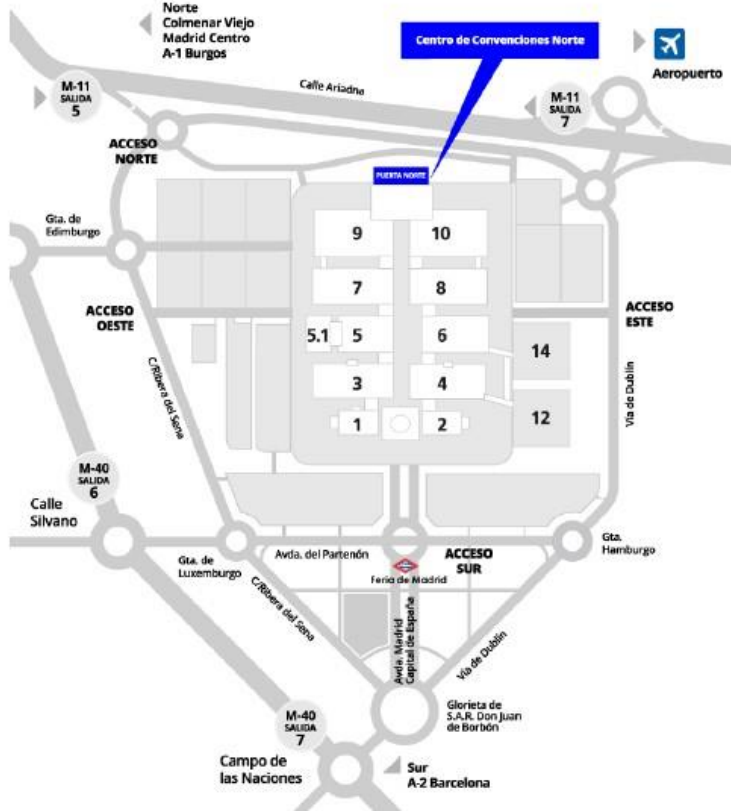 Norte
Colmenar Viejo
Madrid Centro
A-1 Burgos
Centro de Convenciones Norte
Aeropuerto
M-11
SALIDA
5
Calle Ariadna
M-11
SALIDA
7
ACCESO
NORTE
PUERTA NORTE
Gta. de
Edimburgo
9
10
7
8
ACCESO
OESTE
ACCESO
ESTE
5.1
5
6
14
3
4
12
1
2
C/Ribera del Sena
Vía de Dublín
M-40
SALIDA
6
Calle
Silvano
Gta. de
Luxemburgo
Avda. del Partenón
ACCESO
SUR
Gta.
Hamburgo
Feria de Madrid
C/Ribera del Sena
Avda. Madrid
Capital de España
Vía de Dublín
Glorieta de
S.A.R. Don Juan
de Borbón
M-40
SALIDA
7
Campo de
las Naciones
Sur
A-2 Barcelona